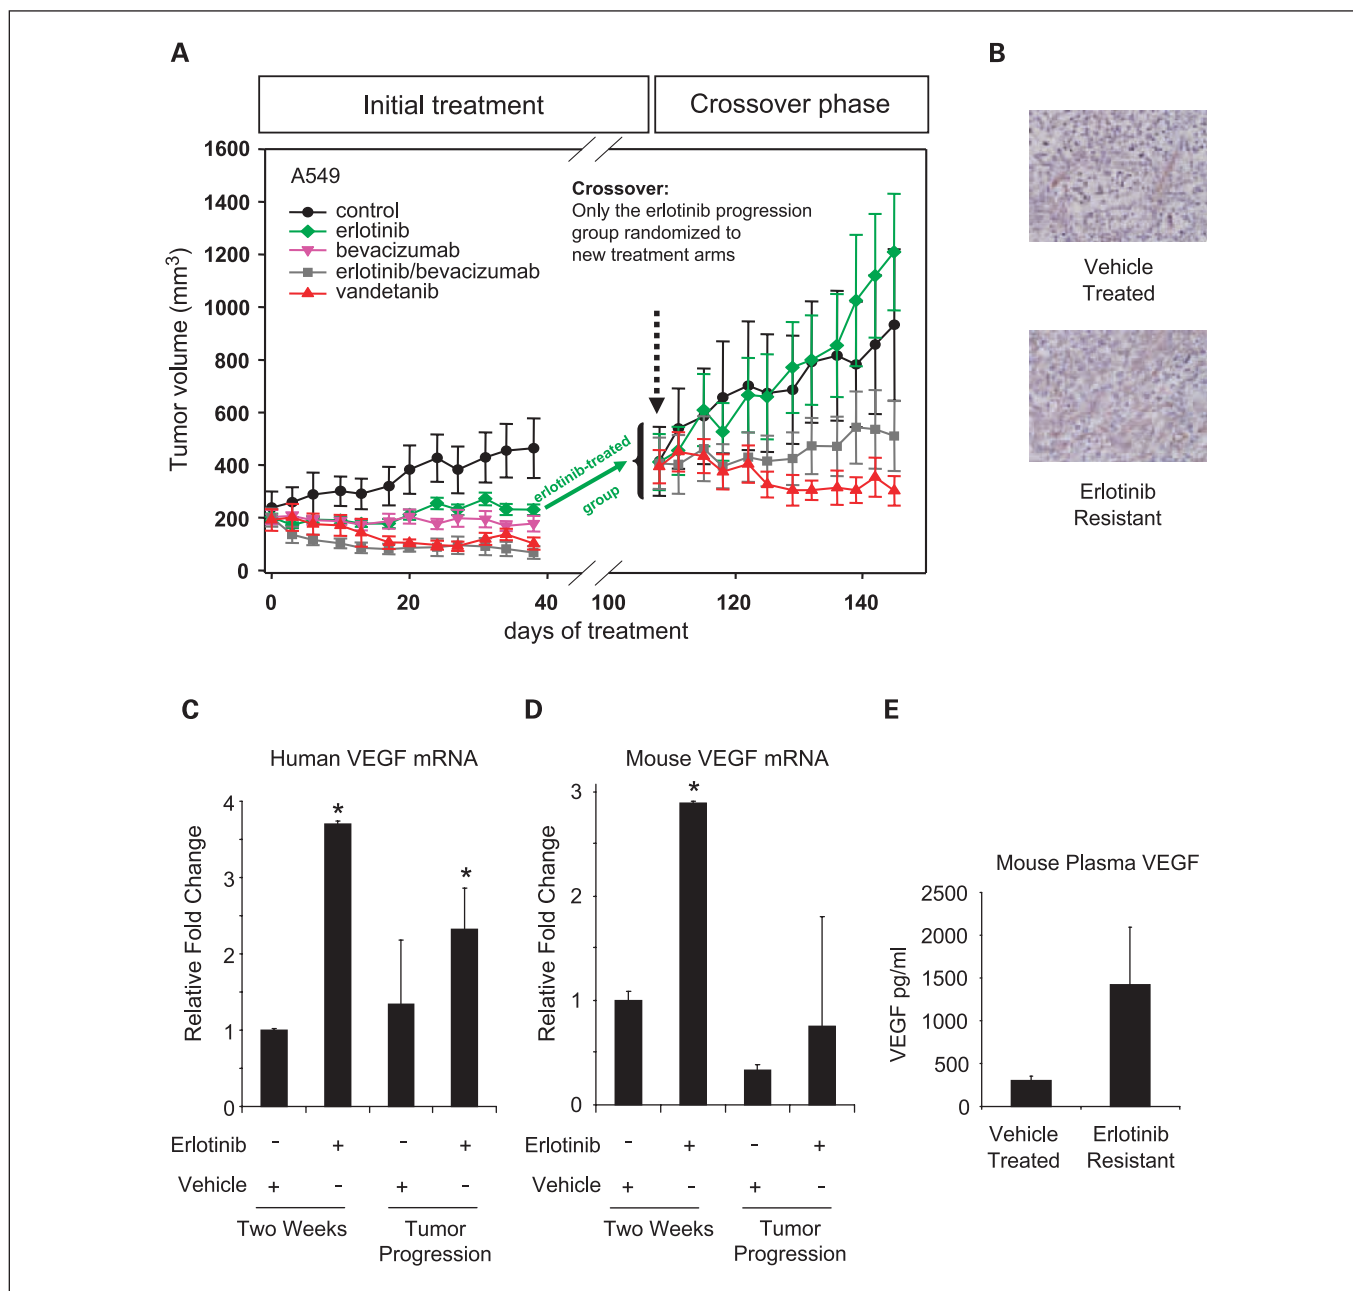 A
B
Initial treatment
Crossover phase
1600
1400
1200
1000
800
600
400
200
0
Tumor volume (mm³)
A549
control
erlotinib
bevacizumab
erlotinib/bevacizumab
vandetanib
Crossover:
Only the erlotinib progression
group randomized to
new treatment arms
erlotinib-treated
group
0
20
40
100
120
140
days of treatment
Vehicle
Treated
Erlotinib
Resistant
C
Human VEGF mRNA
4
3
2
1
0
Relative Fold Change
*
*
Erlotinib - + - +
Vehicle + - + -
Two Weeks
Tumor
Progression
D
Mouse VEGF mRNA
3
2
1
0
Relative Fold Change
*
Erlotinib - + - +
Vehicle + - + -
Two Weeks
Tumor
Progression
E
Mouse Plasma VEGF
2500
2000
1500
1000
500
0
VEGF pg/ml
Vehicle
Treated
Erlotinib
Resistant